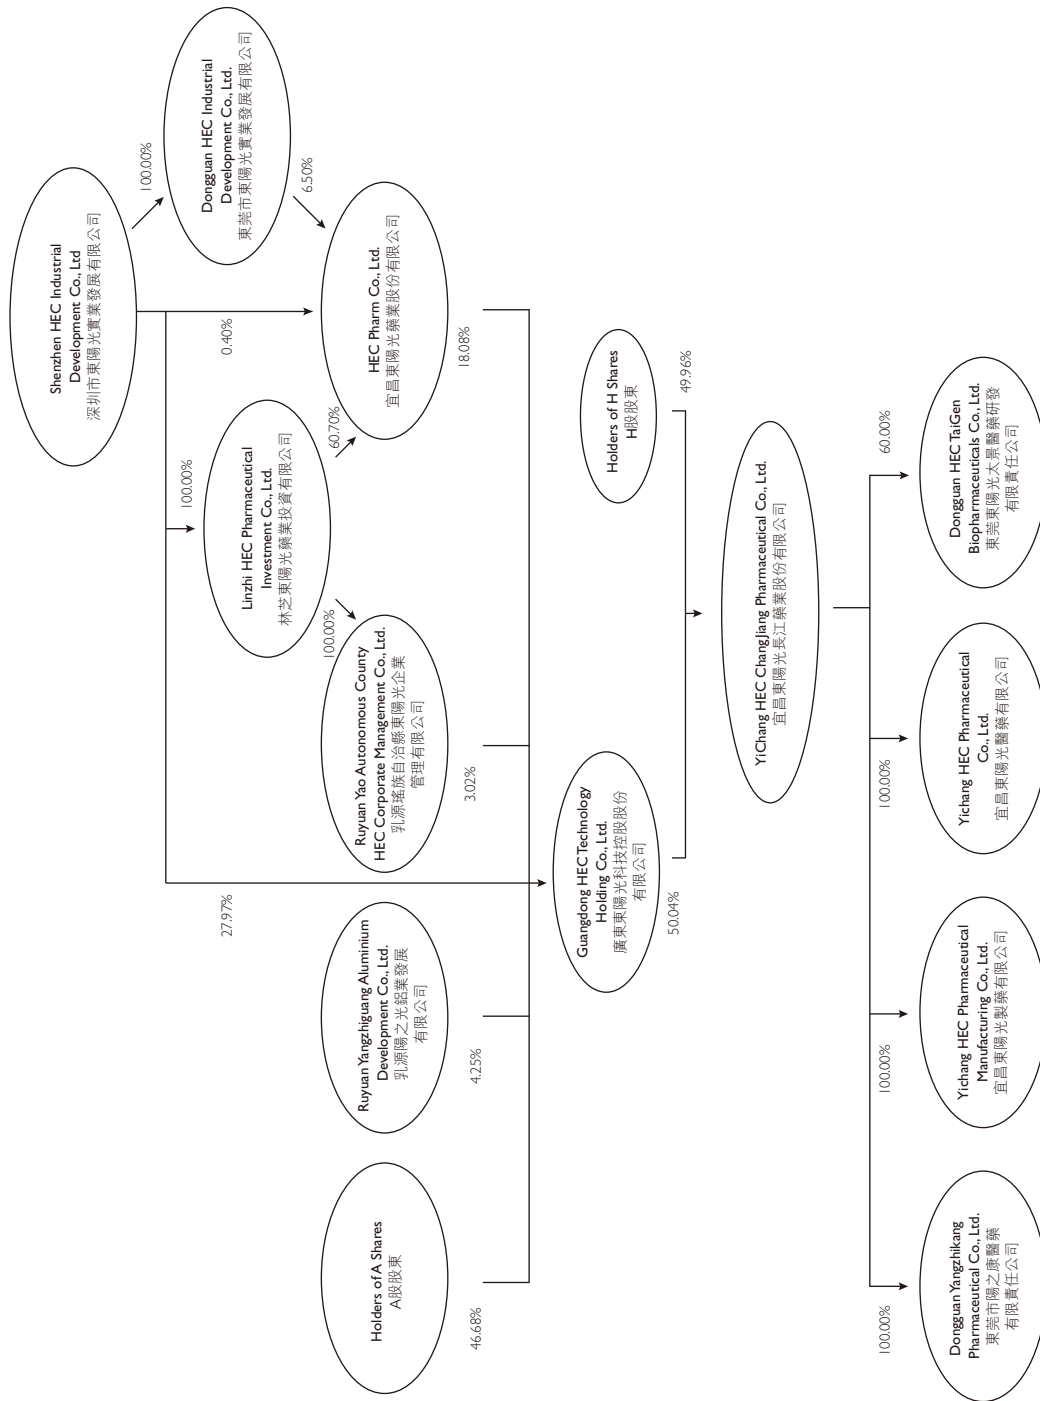 Shenzhen HEC Industrial
Development Co., Ltd
深圳市東陽光實業發展有限公司
100.00%
Dongguan HEC Industrial
Development Co., Ltd.
東莞市東陽光實業發展有限公司
6.50%
0.40%
100.00%
Linzhi HEC Pharmaceutical
Investment Co., Ltd.
林芝東陽光藥業投資有限公司
60.70%
100.00%
27.97%
Holders of A Shares
A股股東
46.68%
Ruyuan Yangzhiguang Aluminium
Development Co., Ltd.
乳源陽之光鋁業發展
有限公司
4.25%
Ruyuan Yao Autonomous County
HEC Corporate Management Co., Ltd.
乳源瑤族自治縣東陽光企業
管理有限公司
3.02%
HEC Pharm Co., Ltd.
宜昌東陽光藥業股份有限公司
18.08%
Guangdong HEC Technology
Holding Co., Ltd.
廣東東陽光科技控股股份
有限公司
50.04%
Holders of H Shares
H股股東
49.96%
YiChang HEC ChangJiang Pharmaceutical Co., Ltd.
宜昌東陽光長江藥業股份有限公司
100.00%
100.00%
100.00%
60.00%
Dongguan Yangzhikang
Pharmaceutical Co., Ltd.
東莞市陽之康醫藥
有限責任公司
Yichang HEC Pharmaceutical
Manufacturing Co., Ltd.
宜昌東陽光製藥有限公司
Yichang HEC Pharmaceutical
Co., Ltd.
宜昌東陽光醫藥有限公司
Dongguan HEC TaiGen
Biopharmaceuticals Co., Ltd.
東莞東陽光太景醫藥研發
有限責任公司